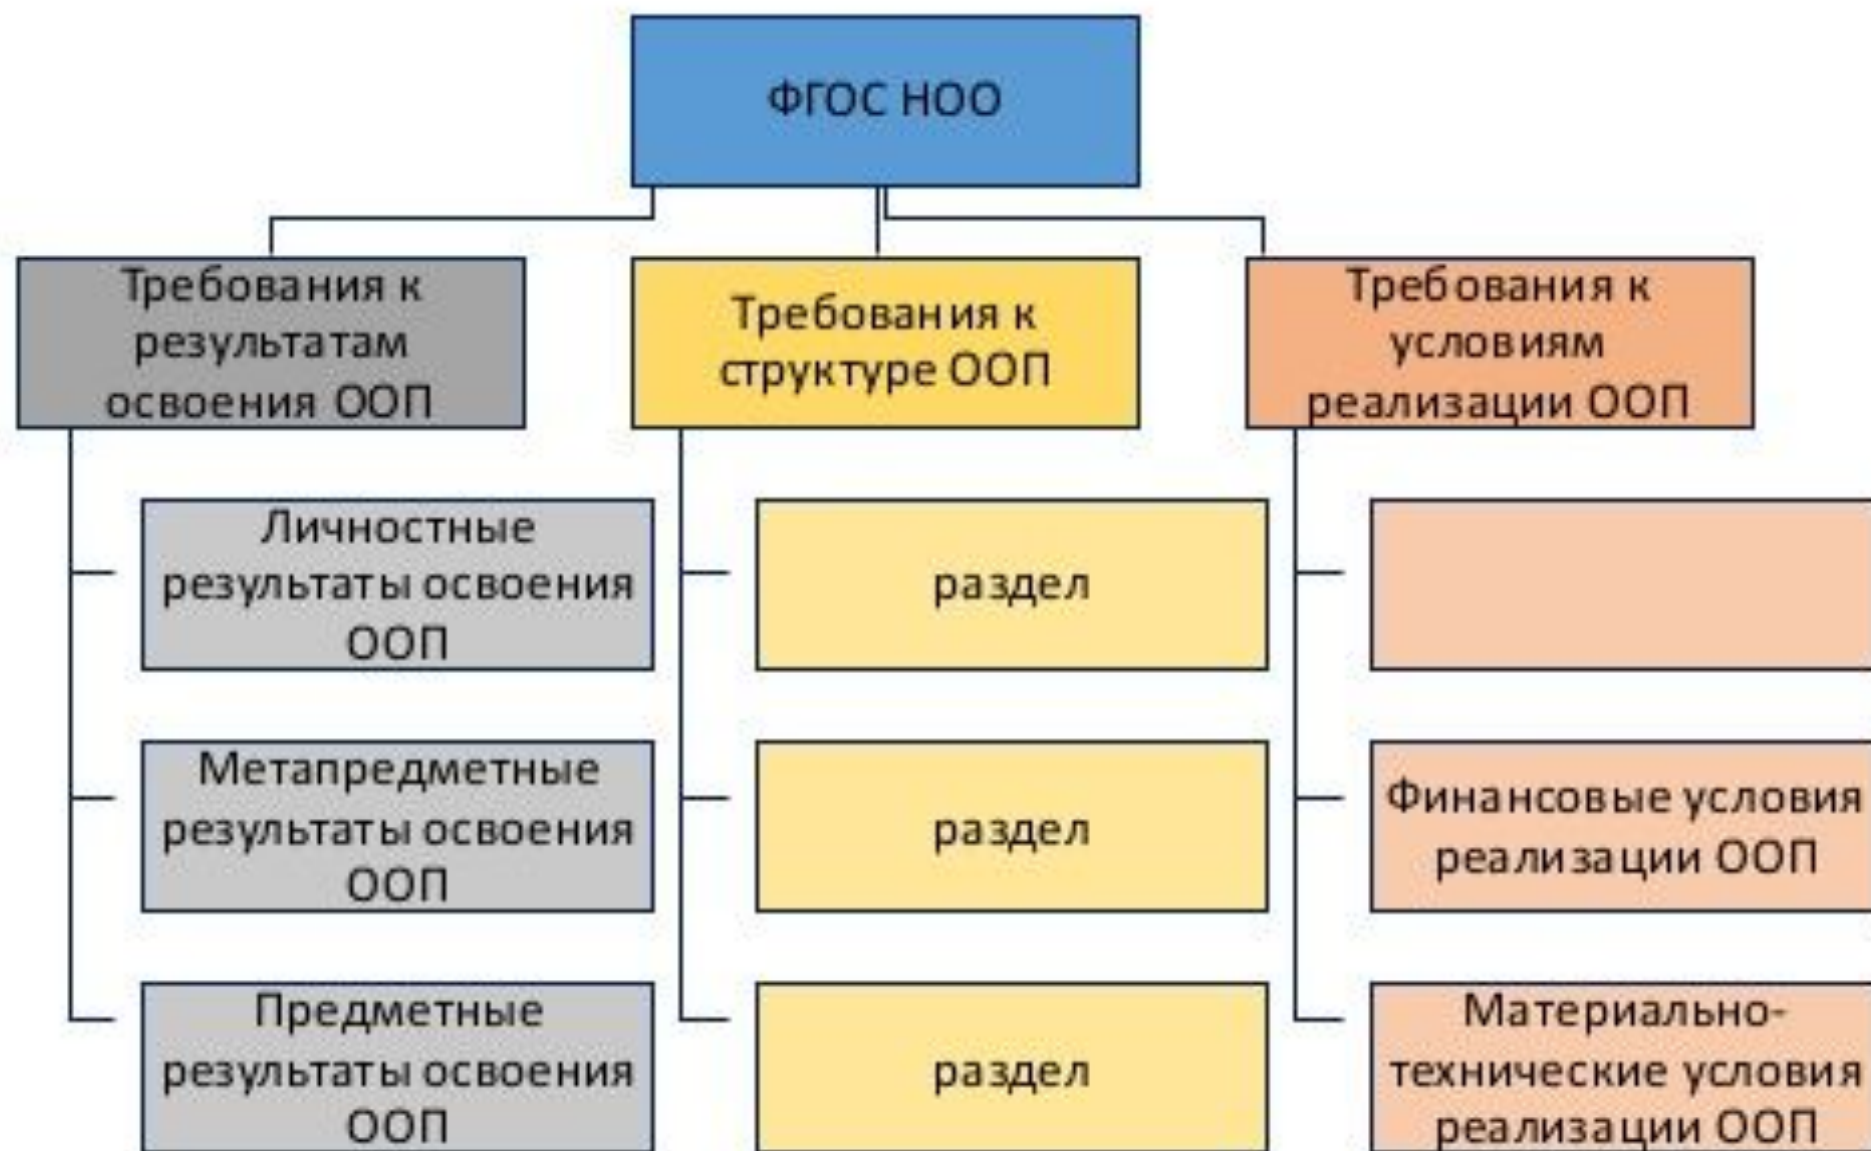 ФГОС НОО
Требования к
результатам
освоения ООП
Личностные
результаты освоения
ООП
Метапредметные
результаты освоения
ООП
Предметные
результаты освоения
ООП
Требования к
структуре ООП
раздел
раздел
раздел
Требования к
условиям
реализации ООП
Финансовые условия
реализации ООП
Материально-
технические условия
реализации ООП